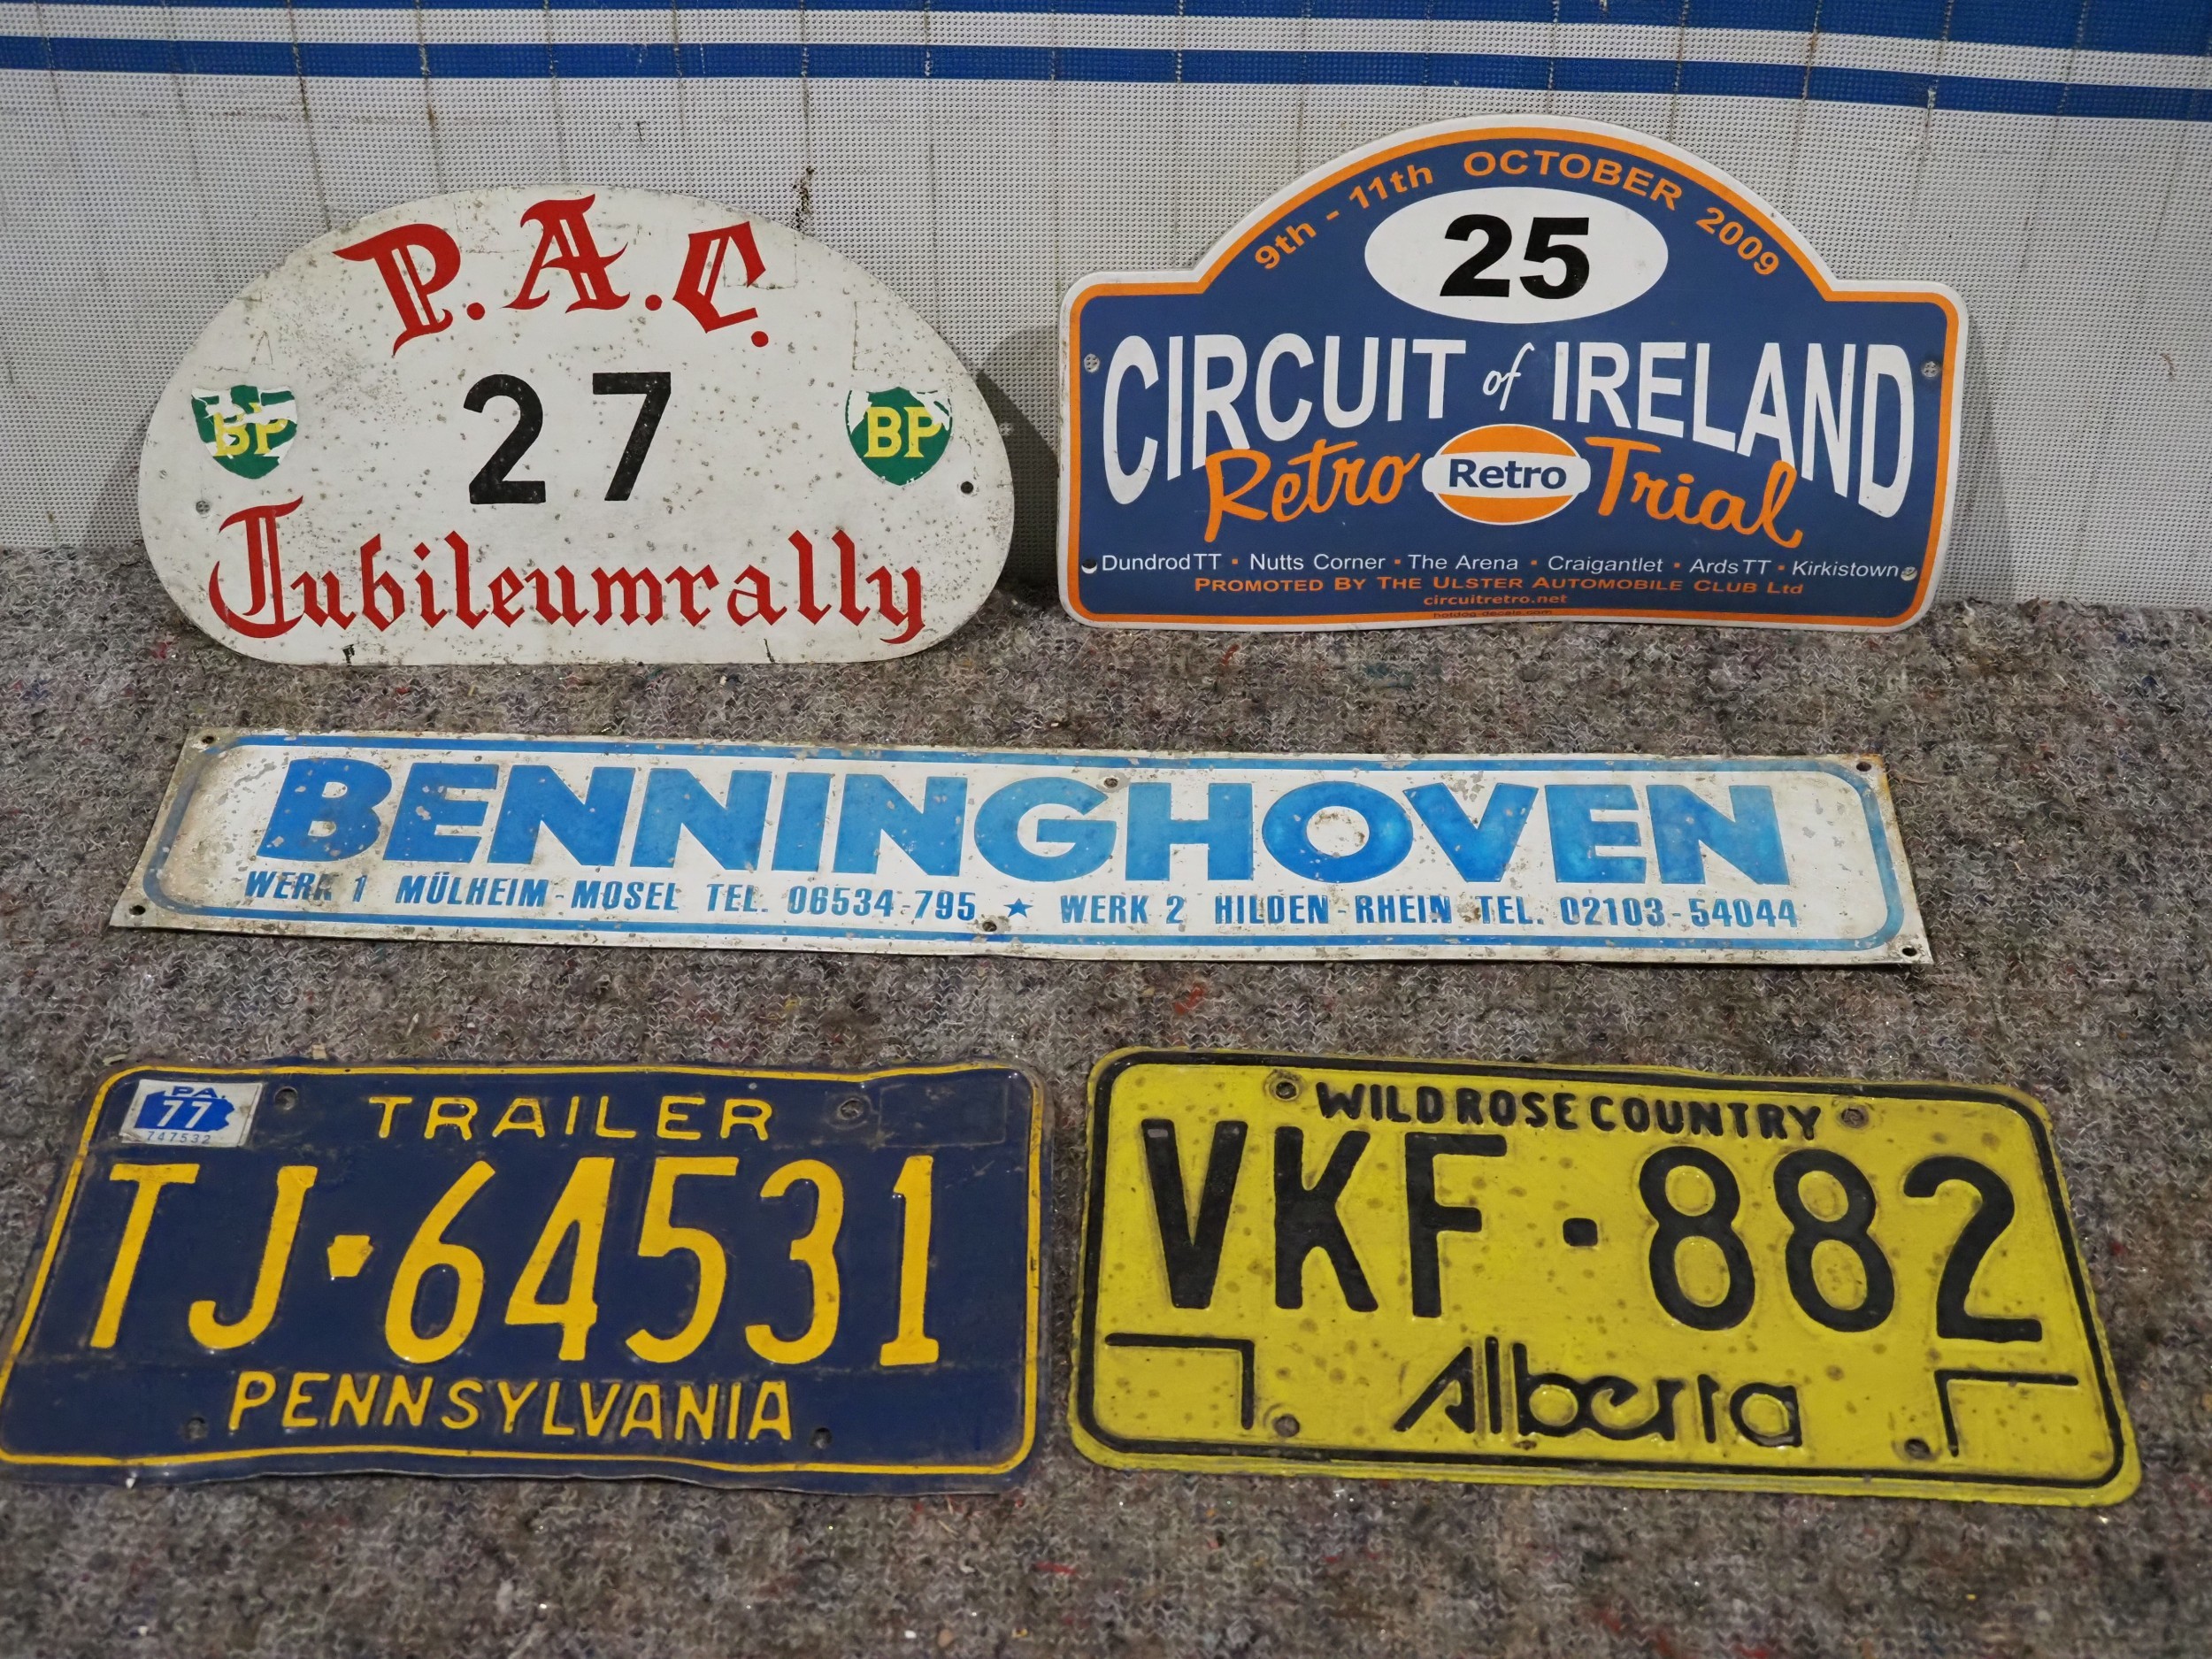 P.A.C.
27
BP
BP
Jubileumrally
9th - 11th OCTOBER 2009
25
CIRCUIT of IRELAND
Retro Retro Trial
Dundrod TT ▪ Nutts Corner ▪ The Arena ▪ Craigantlet ▪ Ards TT ▪ Kirkistown
PROMOTED BY THE ULSTER AUTOMOBILE CLUB Ltd
circuitretro.net
hotdog-decals.com
BENNINGHOVEN
WERK 1 MÜLHEIM-MOSEL TEL. 06534-795 ★ WERK 2 HILDEN-RHEIN TEL. 02103-54044
PA
77
747532
TRAILER
TJ-64531
PENNSYLVANIA
WILD ROSE COUNTRY
VKF·882
Alberta